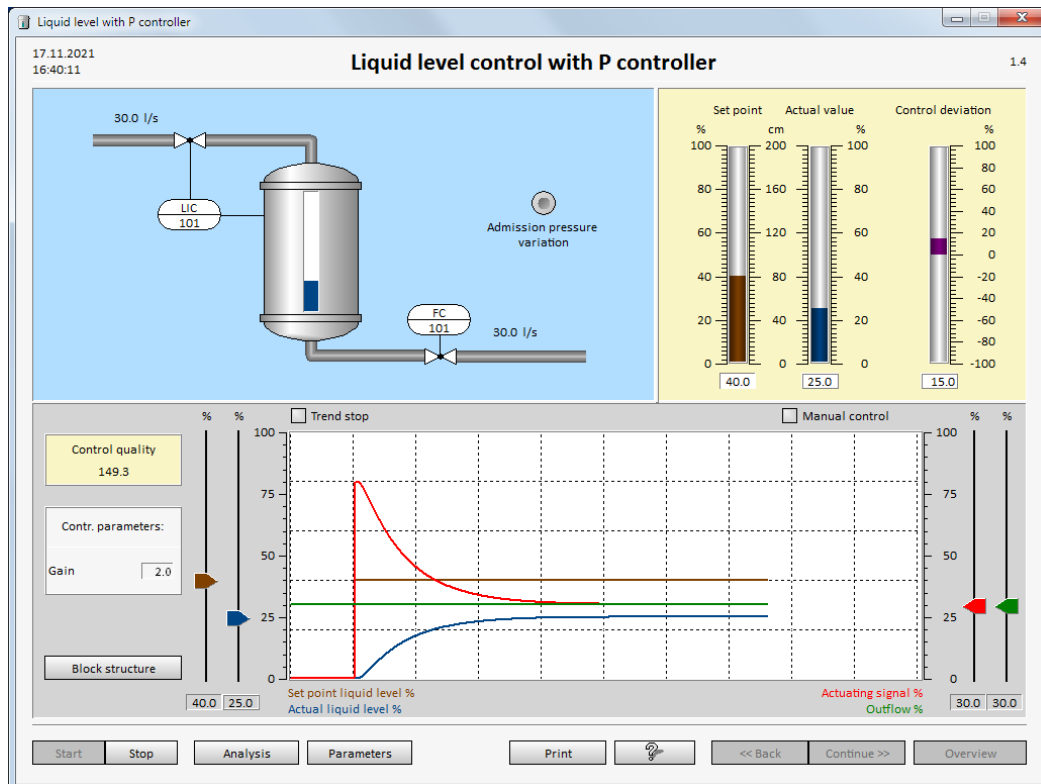 Liquid level with P controller
17.11.2021
16:40:11
Liquid level control with P controller
1.4
30.0 l/s
LIC
101
Admission pressure
variation
FC
101
30.0 l/s
Set point Actual value Control deviation
% cm % %
100 200 100 100
80
80 160 80 60
40
60 120 60 20
0
40 80 40 -20
-40
20 40 20 -60
-80
0 0 0 -100
40.0 25.0 15.0
% % Trend stop Manual control % %
100 100
Control quality
149.3
75 75
Contr. parameters:
50 50
Gain 2.0
25 25
Block structure
0 0
40.0 25.0 Set point liquid level % Actuating signal % 30.0 30.0
Actual liquid level % Outflow %
Start Stop Analysis Parameters Print ? << Back Continue >> Overview